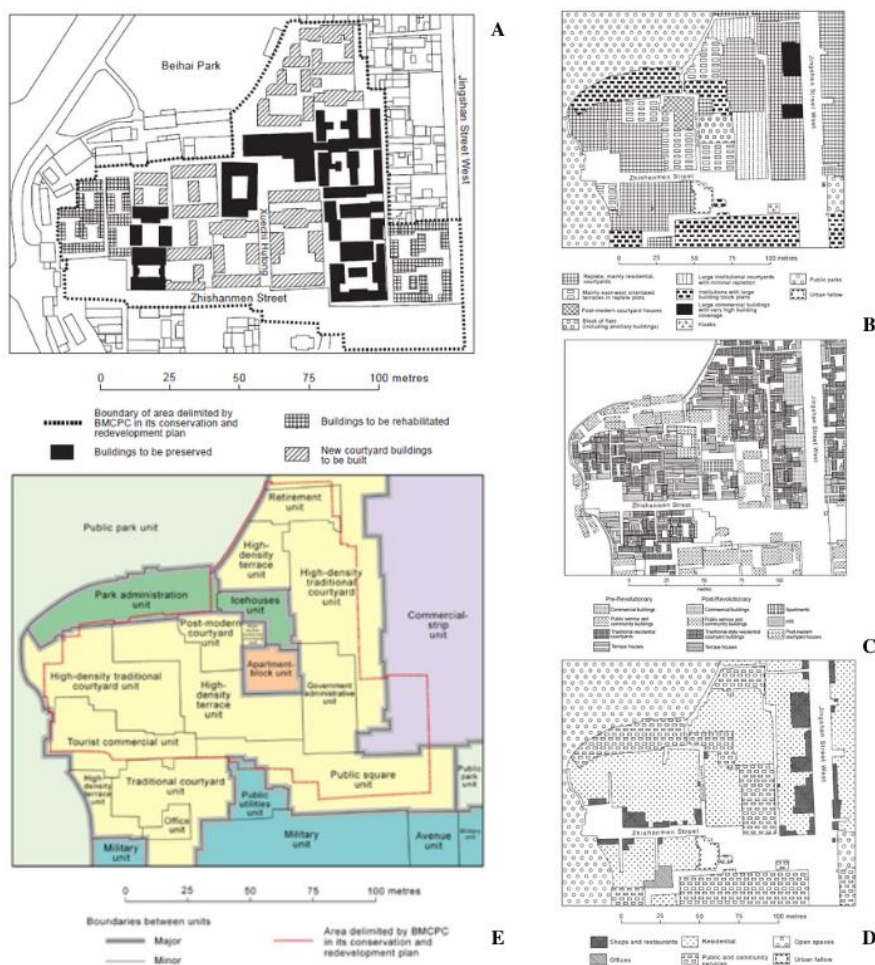 A
Beihai Park
Jingshan Street West
Xuechi Hutong
Zhishanmen Street
0 25 50 75 100 metres
Boundary of area delimited by
BMCPC in its conservation and
redevelopment plan
Buildings to be preserved
Buildings to be rehabilitated
New courtyard buildings
to be built
Jingshan Street West
Zhishanmen Street
0 25 50 75 100 metres
Replete, mainly residential,
courtyards
Mainly east-west orientated
terraces in replete plots
Post-modern courtyard houses
Block of flats
(including ancillary buildings)
Large institutional courtyards
with minimal repletion
Institutions with large
building block plans
Large commercial buildings
with very high building
coverage
Kiosks
Public parks
Urban fallow
B
Jingshan Street West
Zhishanmen Street
0 25 50 75 100
metres
Pre-Revolutionary
Commercial buildings
Public service and
community buildings
Traditional residential
courtyards
Terrace houses
Post-Revolutionary
Commercial buildings
Public service and
community buildings
Traditional-style residential
courtyard buildings
Terrace houses
Apartments
Post-modern
courtyard houses
C
Public park unit
Retirement
unit
High-
density
terrace
unit
High-density
traditional
courtyard unit
Park administration
unit
Icehouses
unit
Commercial-
strip unit
Post-modern
courtyard
unit
Apartment-
block unit
High-density traditional
courtyard unit
High-
density
terrace
unit
Government
administrative
unit
Tourist commercial unit
High-
density
terrace
unit
Traditional courtyard
unit
Public square
unit
Public
park
unit
Public
utilities
unit
Office
unit
Military
unit
Military
unit
Avenue
unit
Military
unit
0 25 50 75 100 metres
Boundaries between units
Major
Minor
Area delimited by BMCPC
in its conservation and
redevelopment plan
E
Jingshan Street West
Zhishanmen Street
0 25 50 75 100
metres
Shops and restaurants
Offices
Residential
Public and community
services
Open spaces
Urban fallow
D